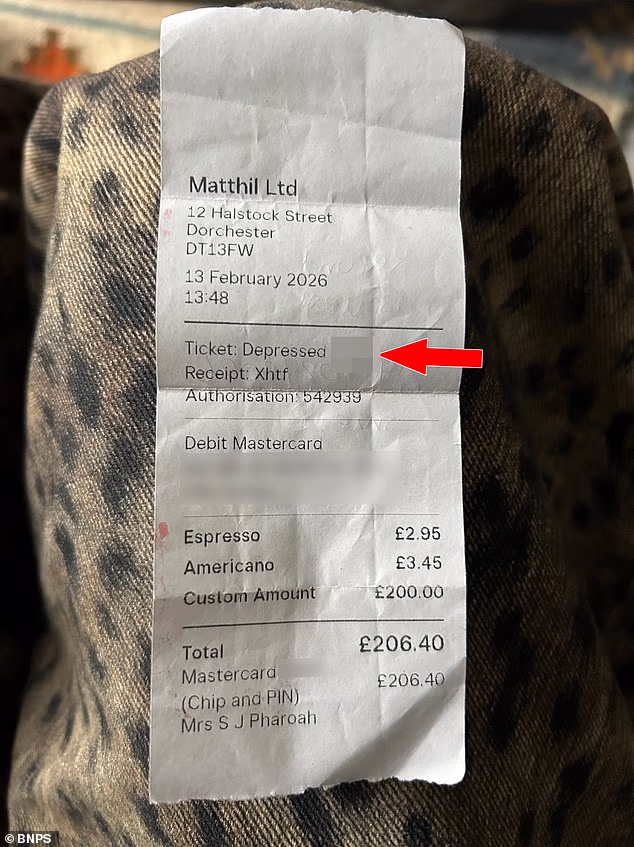 Matthil Ltd
12 Halstock Street
Dorchester
DT13FW
13 February 2026
13:48
Ticket: Depressed
Receipt: Xhtf
Authorisation: 542939
Debit Mastercard
Espresso £2.95
Americano £3.45
Custom Amount £200.00
Total £206.40
Mastercard £206.40
(Chip and PIN)
Mrs S J Pharoah
© BNPS